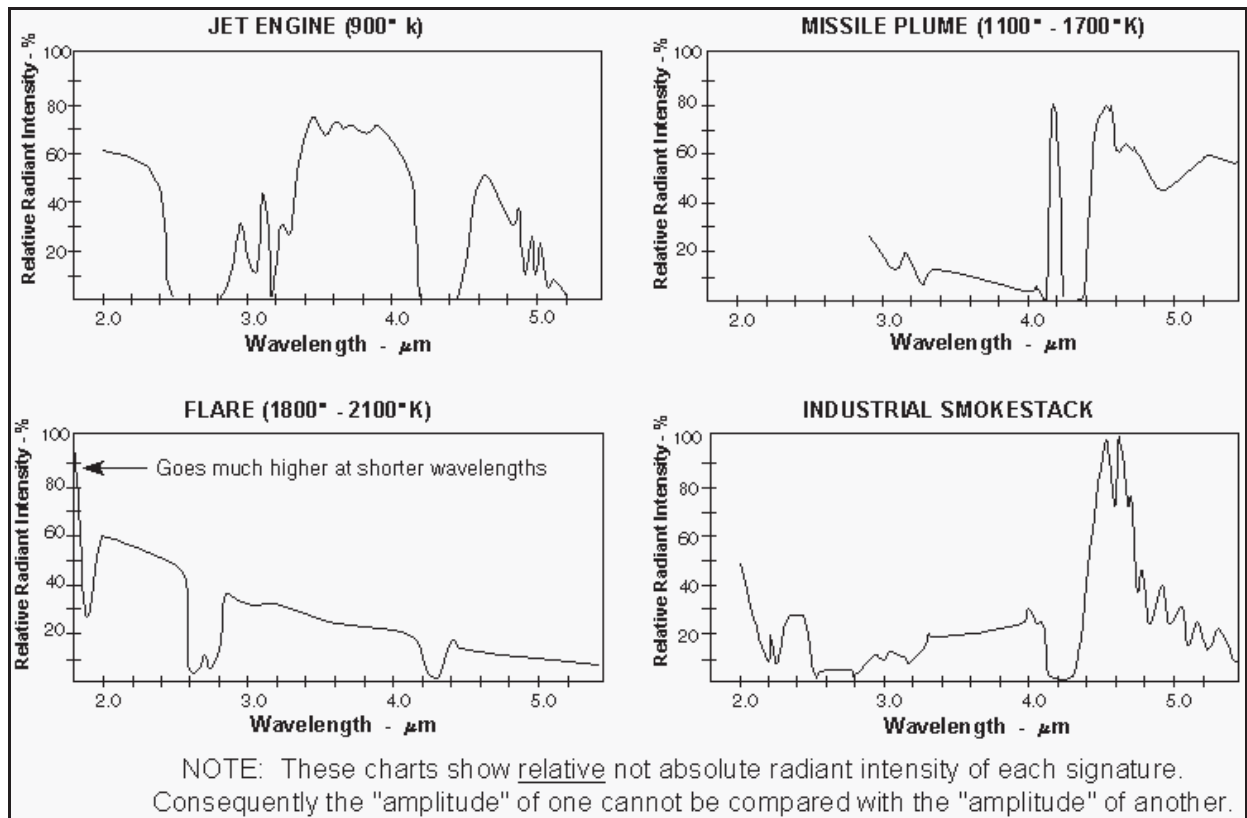 JET ENGINE (900° k)
Relative Radiant Intensity - %
100
80
60
40
20
2.0 3.0 4.0 5.0
Wavelength - μm
MISSILE PLUME (1100° - 1700°K)
Relative Radiant Intensity - %
100
80
60
40
20
2.0 3.0 4.0 5.0
Wavelength - μm
FLARE (1800° - 2100°K)
Relative Radiant Intensity - %
100
80
60
40
20
Goes much higher at shorter wavelengths
2.0 3.0 4.0 5.0
Wavelength - μm
INDUSTRIAL SMOKESTACK
Relative Radiant Intensity - %
100
80
60
40
20
2.0 3.0 4.0 5.0
Wavelength - μm
NOTE: These charts show relative not absolute radiant intensity of each signature.
Consequently the "amplitude" of one cannot be compared with the "amplitude" of another.